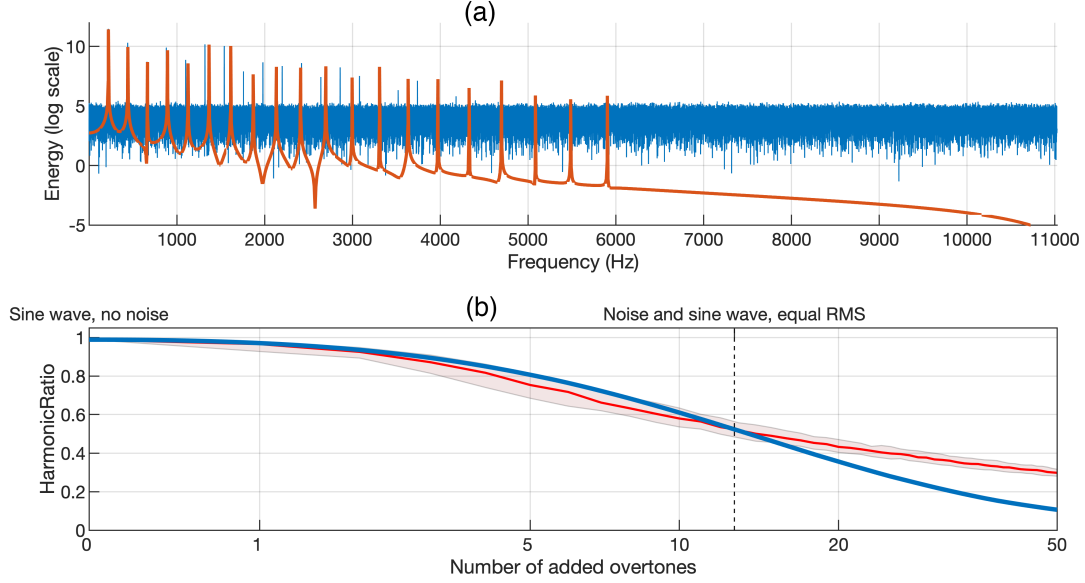 (a)
Energy (log scale)
10
5
0
-5
1000 2000 3000 4000 5000 6000 7000 8000 9000 10000 11000
Frequency (Hz)
(b)
Sine wave, no noise
Noise and sine wave, equal RMS
HarmonicRatio
1
0.8
0.6
0.4
0.2
0
0 1 5 10 20 50
Number of added overtones